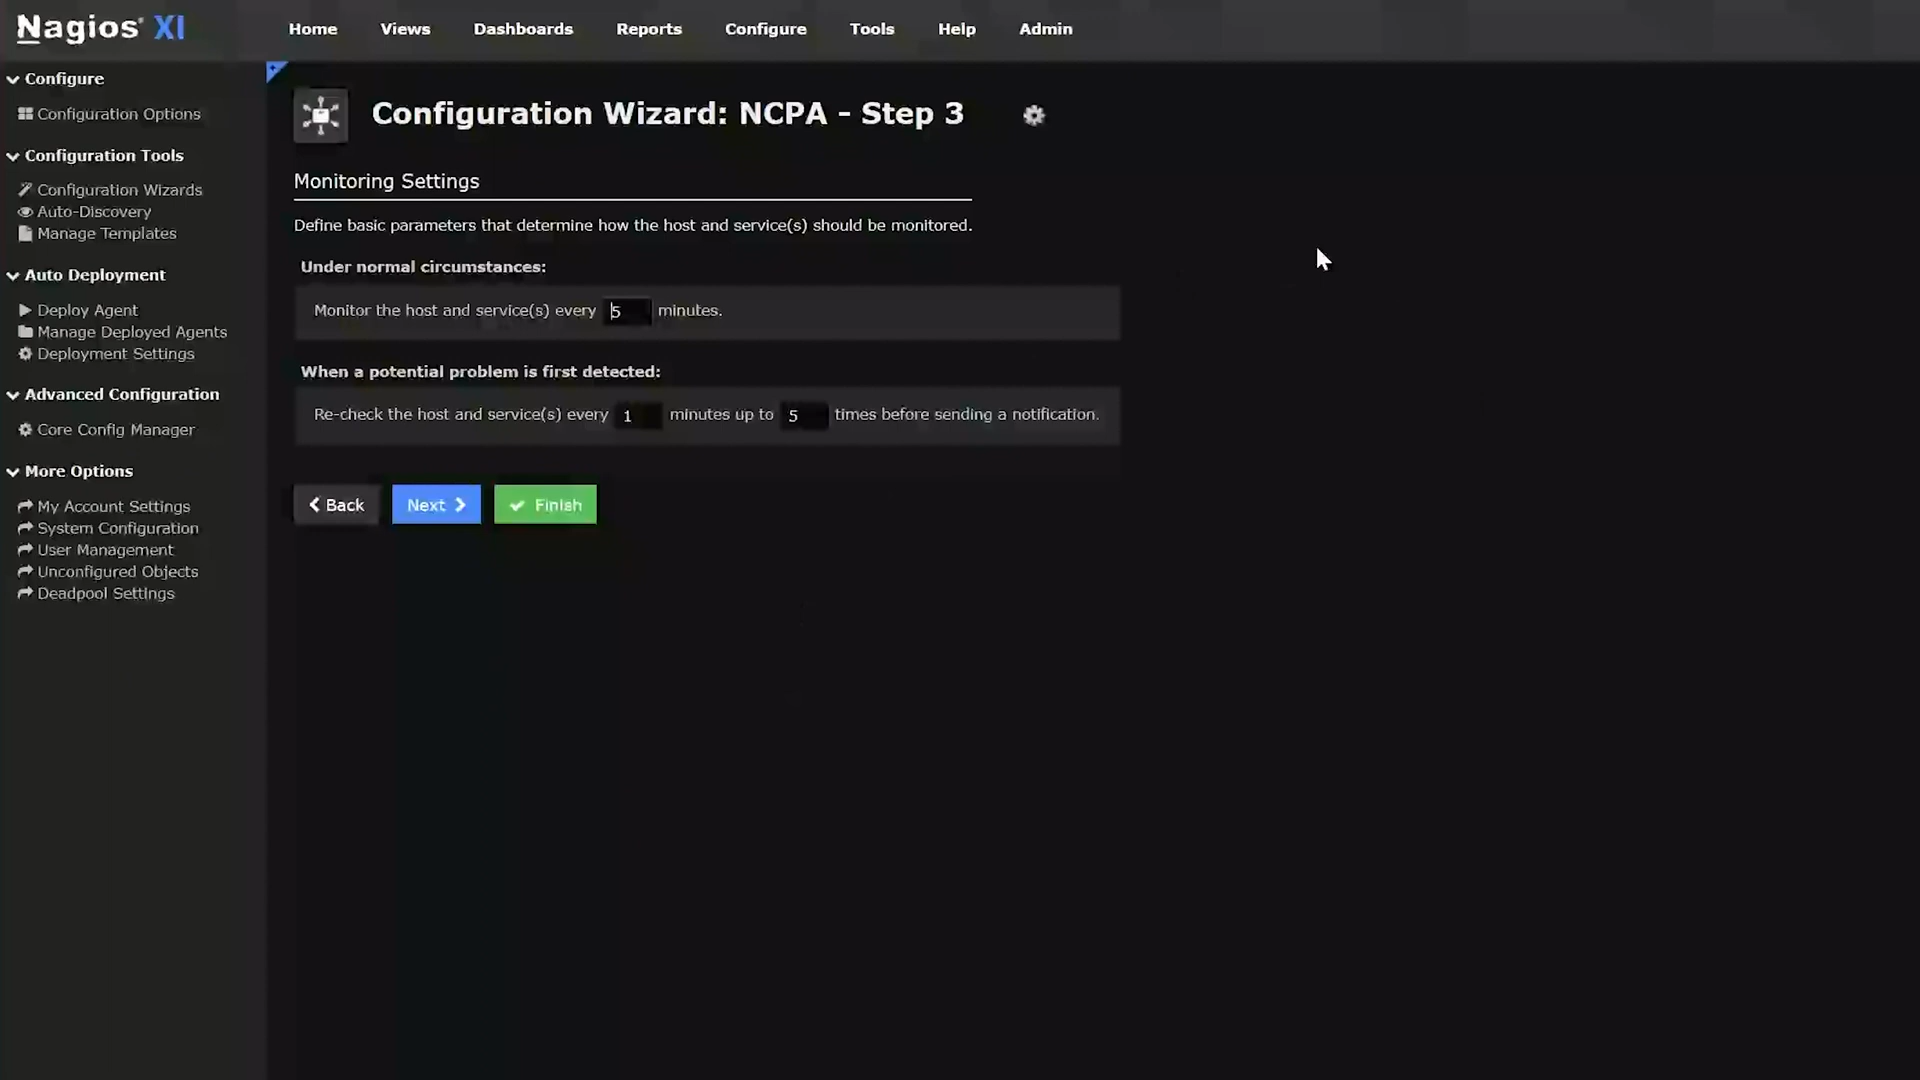 Nagios® XI
Home Views Dashboards Reports Configure Tools Help Admin
Configure
Configuration Options
Configuration Tools
Configuration Wizards
Auto-Discovery
Manage Templates
Auto Deployment
Deploy Agent
Manage Deployed Agents
Deployment Settings
Advanced Configuration
Core Config Manager
More Options
My Account Settings
System Configuration
User Management
Unconfigured Objects
Deadpool Settings
Configuration Wizard: NCPA - Step 3
Monitoring Settings
Define basic parameters that determine how the host and service(s) should be monitored.
Under normal circumstances:
Monitor the host and service(s) every 5 minutes.
When a potential problem is first detected:
Re-check the host and service(s) every 1 minutes up to 5 times before sending a notification.
Back Next Finish